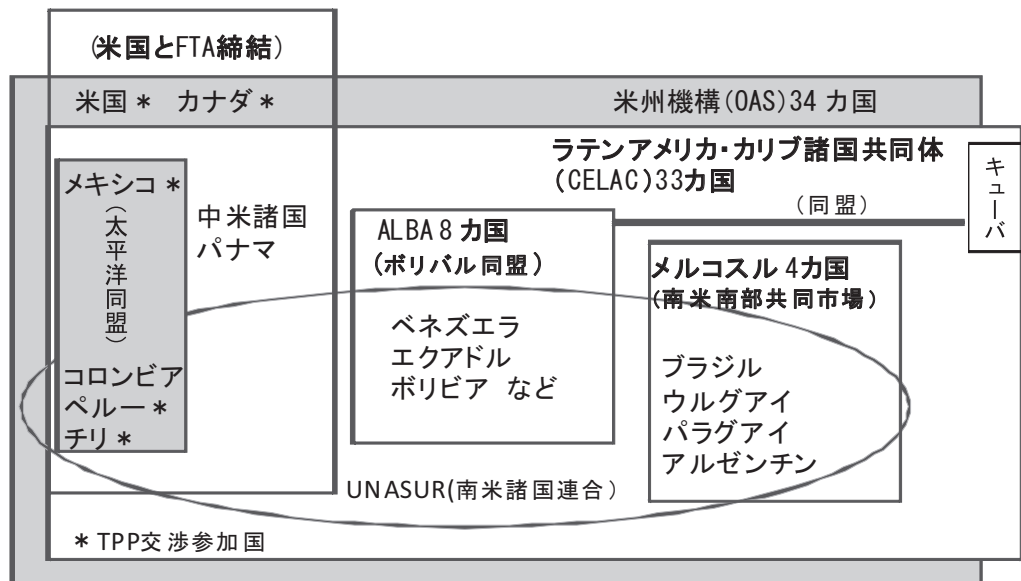 (米国とFTA締結)
米国＊ カナダ＊
米州機構(OAS)34 カ国
ラテンアメリカ・カリブ諸国共同体
(CELAC)33カ国
キューバ
(同盟)
メキシコ＊
(太平洋同盟)
コロンビア
ペルー＊
チリ＊
中米諸国
パナマ
ALBA 8 カ国
(ボリバル同盟)
ベネズエラ
エクアドル
ボリビア など
メルコスル 4カ国
(南米南部共同市場)
ブラジル
ウルグアイ
パラグアイ
アルゼンチン
UNASUR(南米諸国連合)
＊TPP交渉参加国